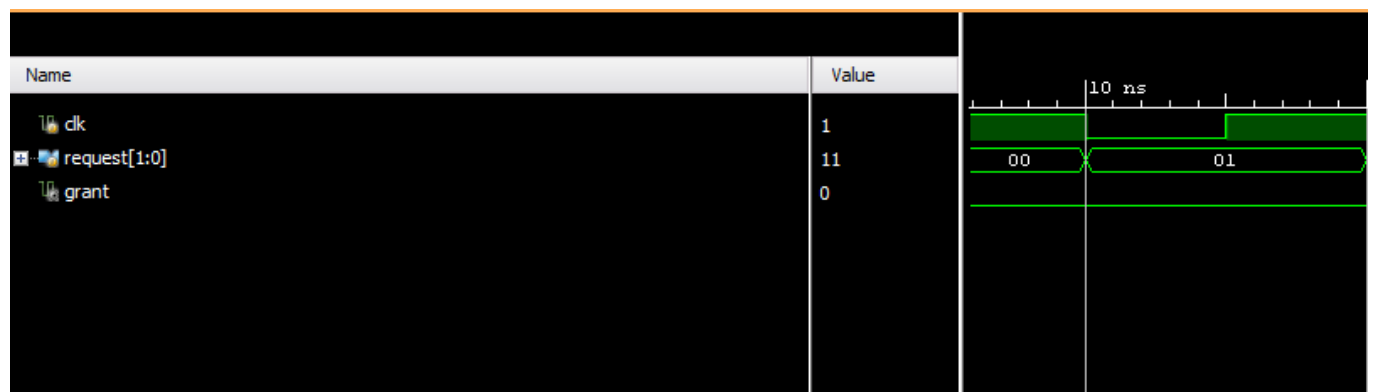 Name Value
10 ns
clk 1
request[1:0] 11 00 01
grant 0